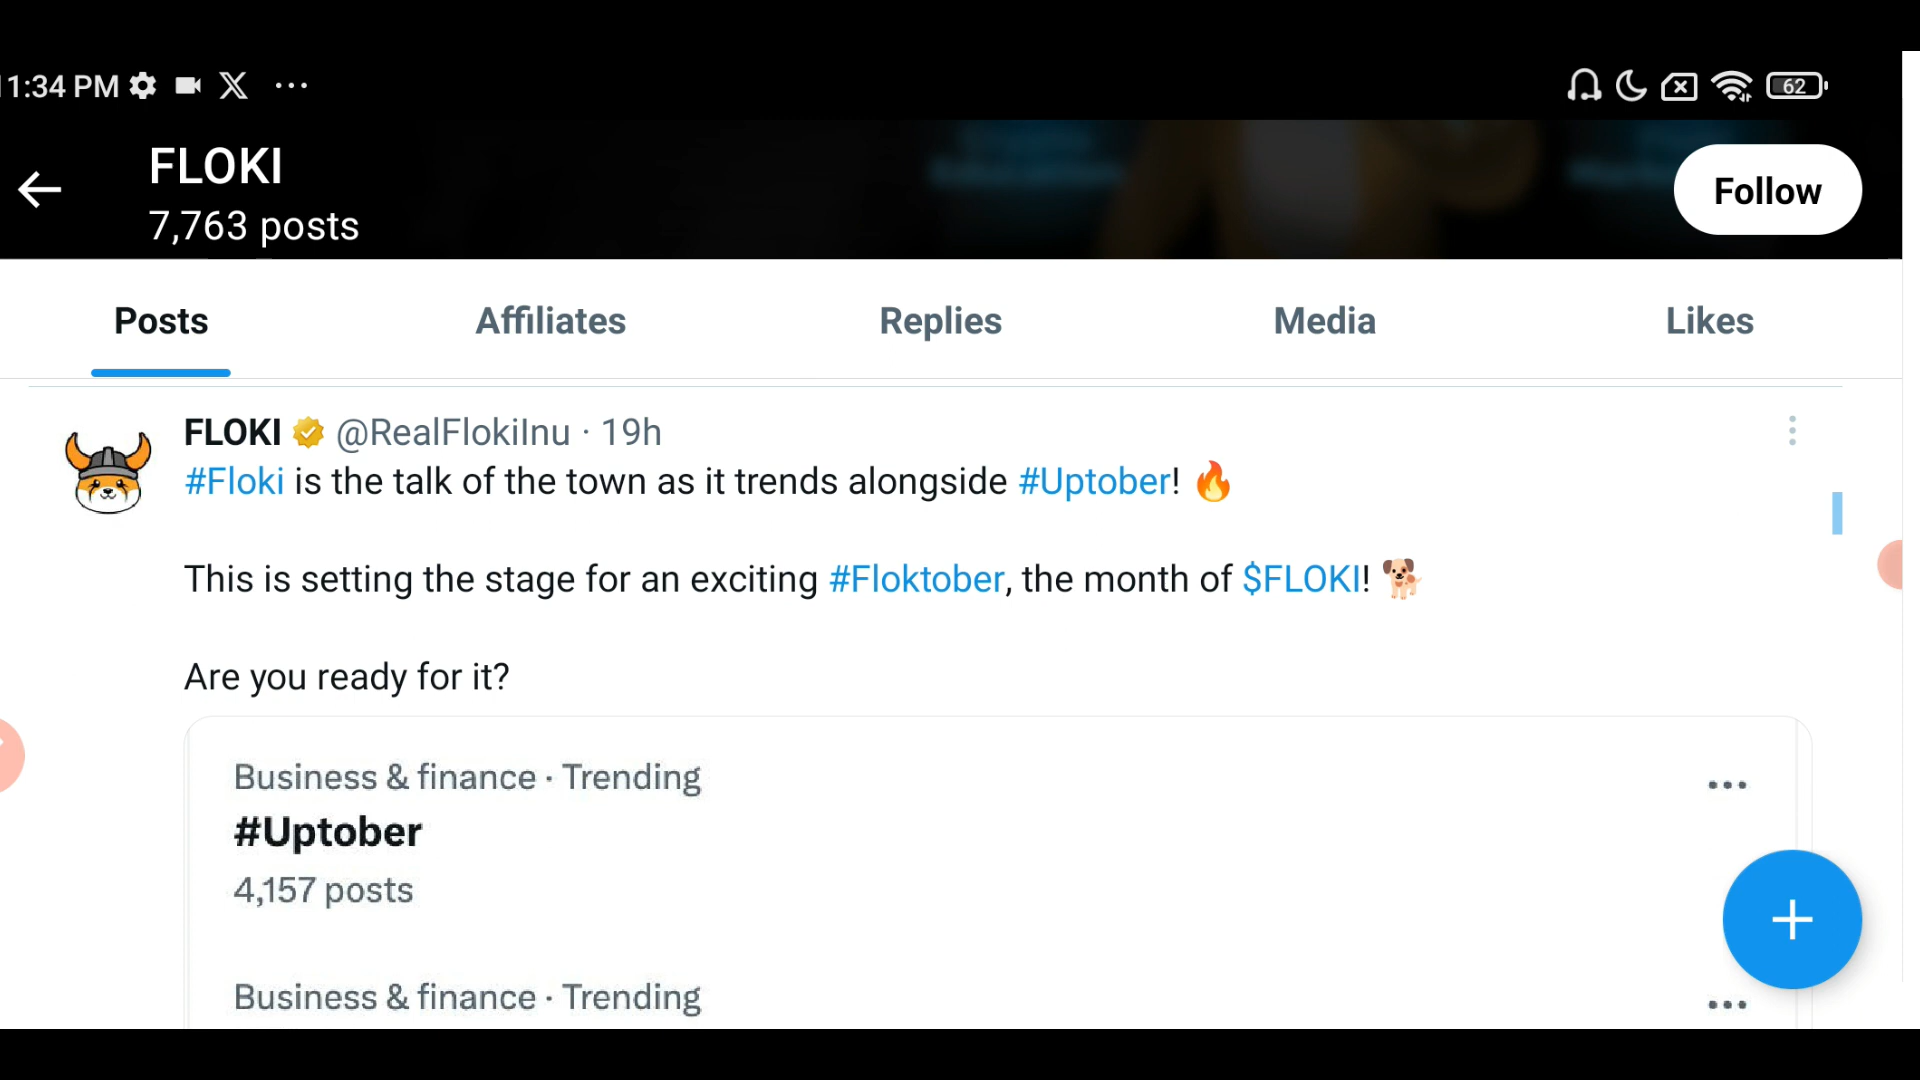 1:34 PM
62
FLOKI
7,763 posts
Follow
Posts
Affiliates
Replies
Media
Likes
FLOKI @RealFlokiInu · 19h
#Floki is the talk of the town as it trends alongside #Uptober! 🔥
This is setting the stage for an exciting #Floktober, the month of $FLOKI! 🐕
Are you ready for it?
Business & finance · Trending
#Uptober
4,157 posts
Business & finance · Trending